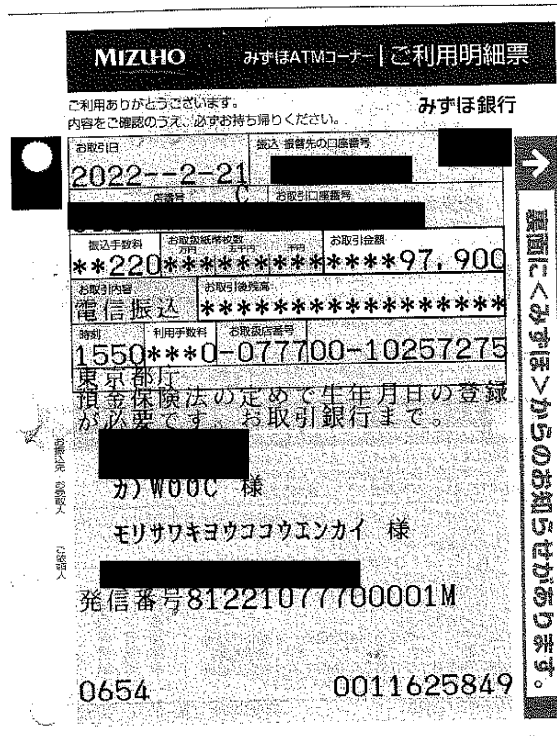 MIZUHO みずほATMコーナー ご利用明細票
ご利用ありがとうございます。
内容をご確認のうえ、必ずお持ち帰りください。
みずほ銀行
お取引日 振込 振替先の口座番号
2022--2-21
店番号 C お取引口座番号
振込手数料 お取扱紙幣枚数 万円 五千円 千円 お取引金額
**220*************97,900
お取引内容 お取引後残高
電信振込 ******************
時刻 利用手数料 お取扱店番号
1550***0-077700-10257275
東京都庁
預金保険法の定めで生年月日の登録
が必要です。お取引銀行まで。
お振込先 お受取人
カ)WOOC 様
モリサワキヨウココウエンカイ 様
ご依頼人
発信番号81221077700001M
0654 0011625849
裏面に<みずほ>からのお知らせがあります。